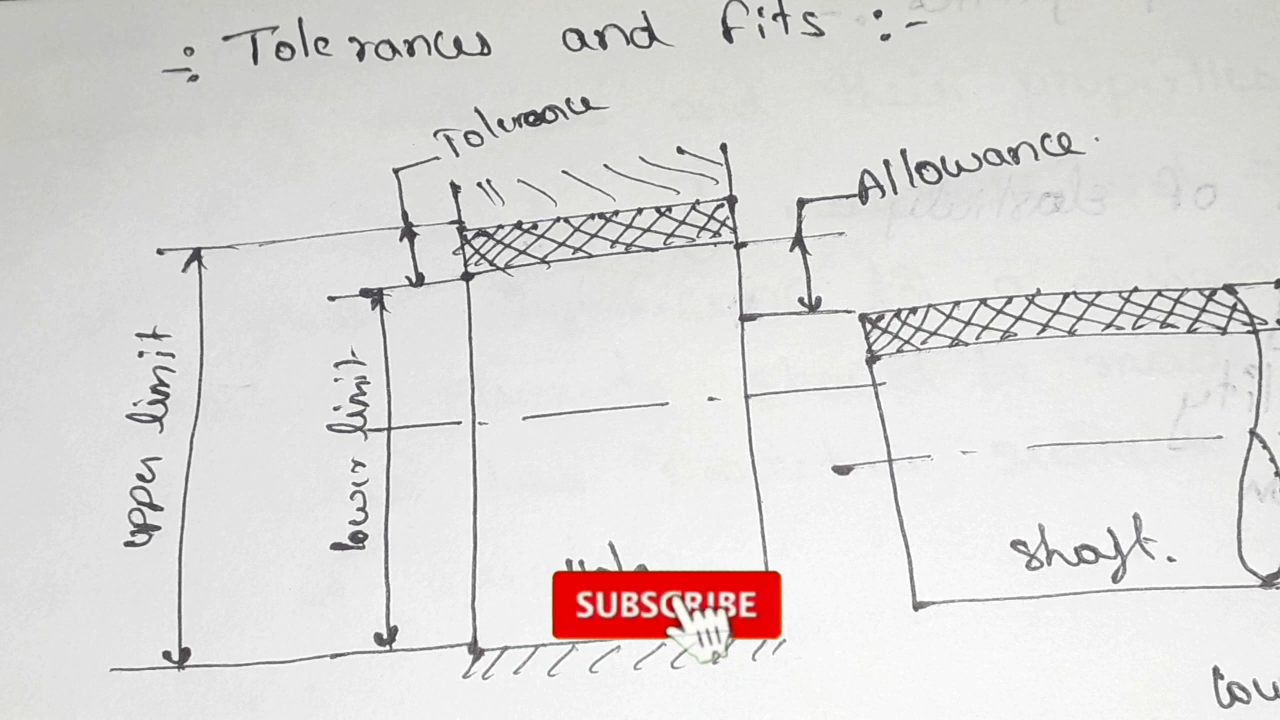 ÷ Tolerances and fits :-
Tolerance
Allowance.
upper limit
lower limit
shaft.
SUBSCRIBE